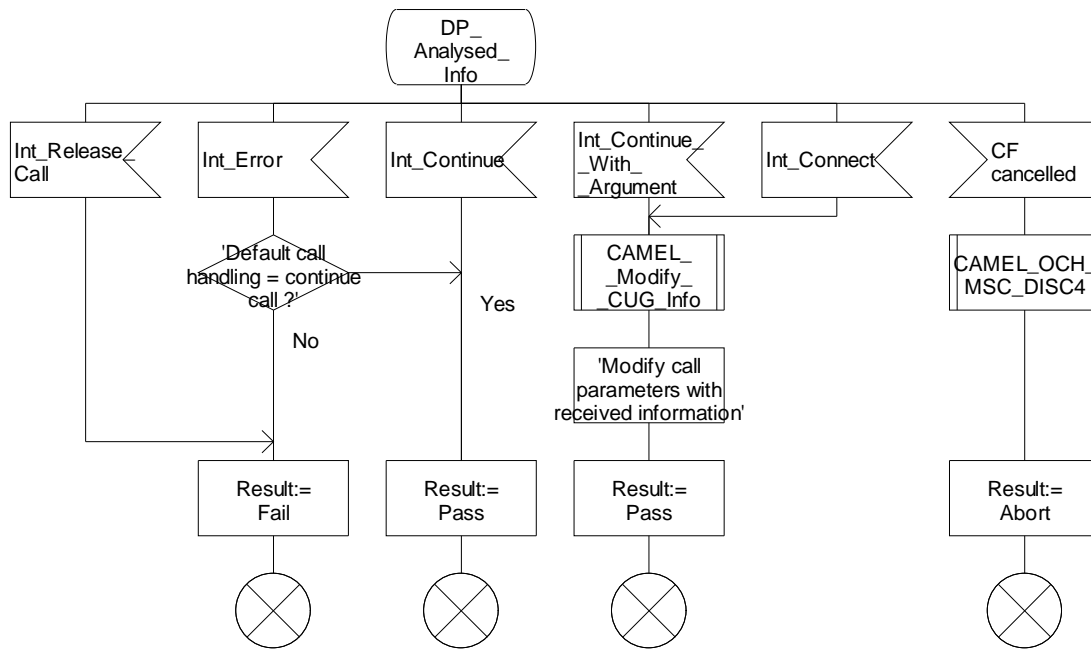 DP_
Analysed_
Info
Int_Release_
Call
Int_Error
Int_Continue
Int_Continue_
_With_
_Argument
Int_Connect
CF
cancelled
'Default call
handling = continue
call ?'
Yes
No
CAMEL_
_Modify_
_CUG_Info
CAMEL_OCH_
MSC_DISC4
'Modify call
parameters with
received information'
Result:=
Fail
Result:=
Pass
Result:=
Pass
Result:=
Abort